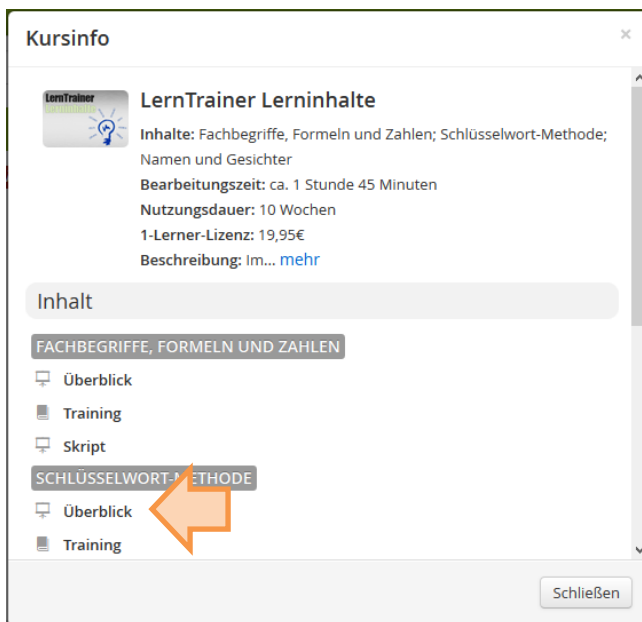 Kursinfo
×
LernTrainer
LernTrainer Lerninhalte
Inhalte: Fachbegriffe, Formeln und Zahlen; Schlüsselwort-Methode;
Namen und Gesichter
Bearbeitungszeit: ca. 1 Stunde 45 Minuten
Nutzungsdauer: 10 Wochen
1-Lerner-Lizenz: 19,95€
Beschreibung: Im... mehr
Inhalt
FACHBEGRIFFE, FORMELN UND ZAHLEN
Überblick
Training
Skript
SCHLÜSSELWORT-METHODE
Überblick
Training
Schließen